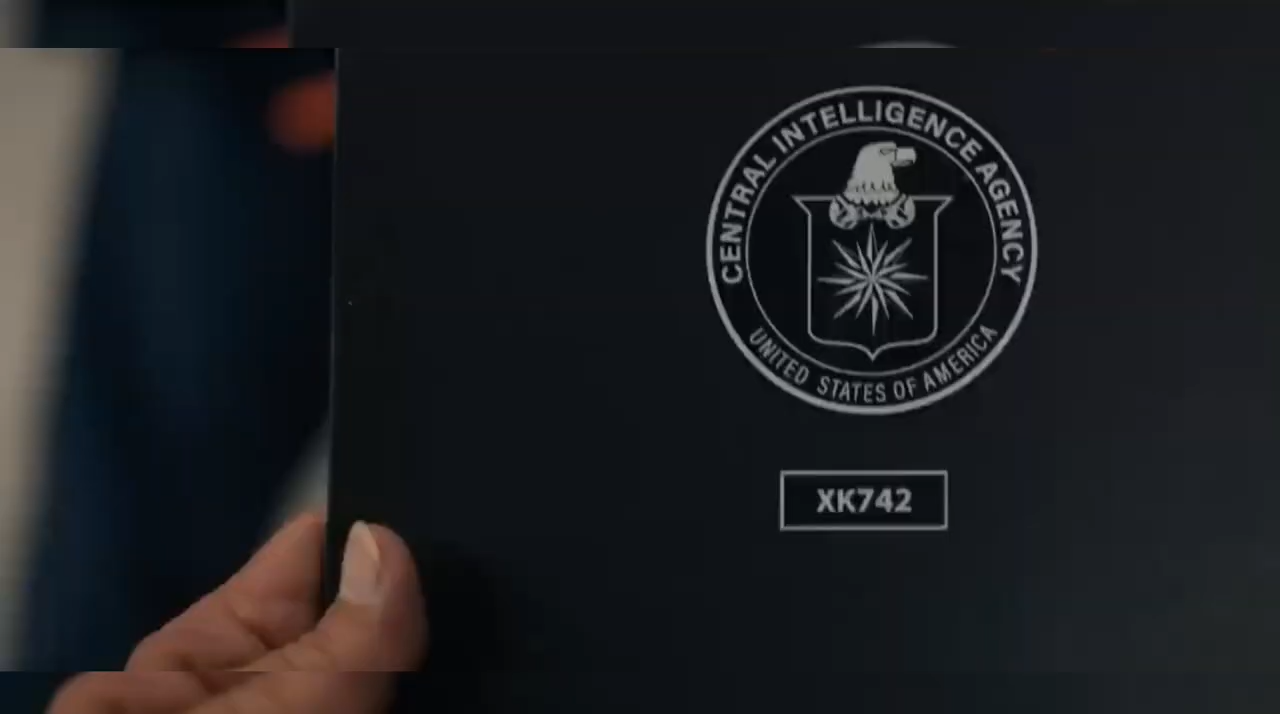 CENTRAL INTELLIGENCE AGENCY
UNITED STATES OF AMERICA
XK742